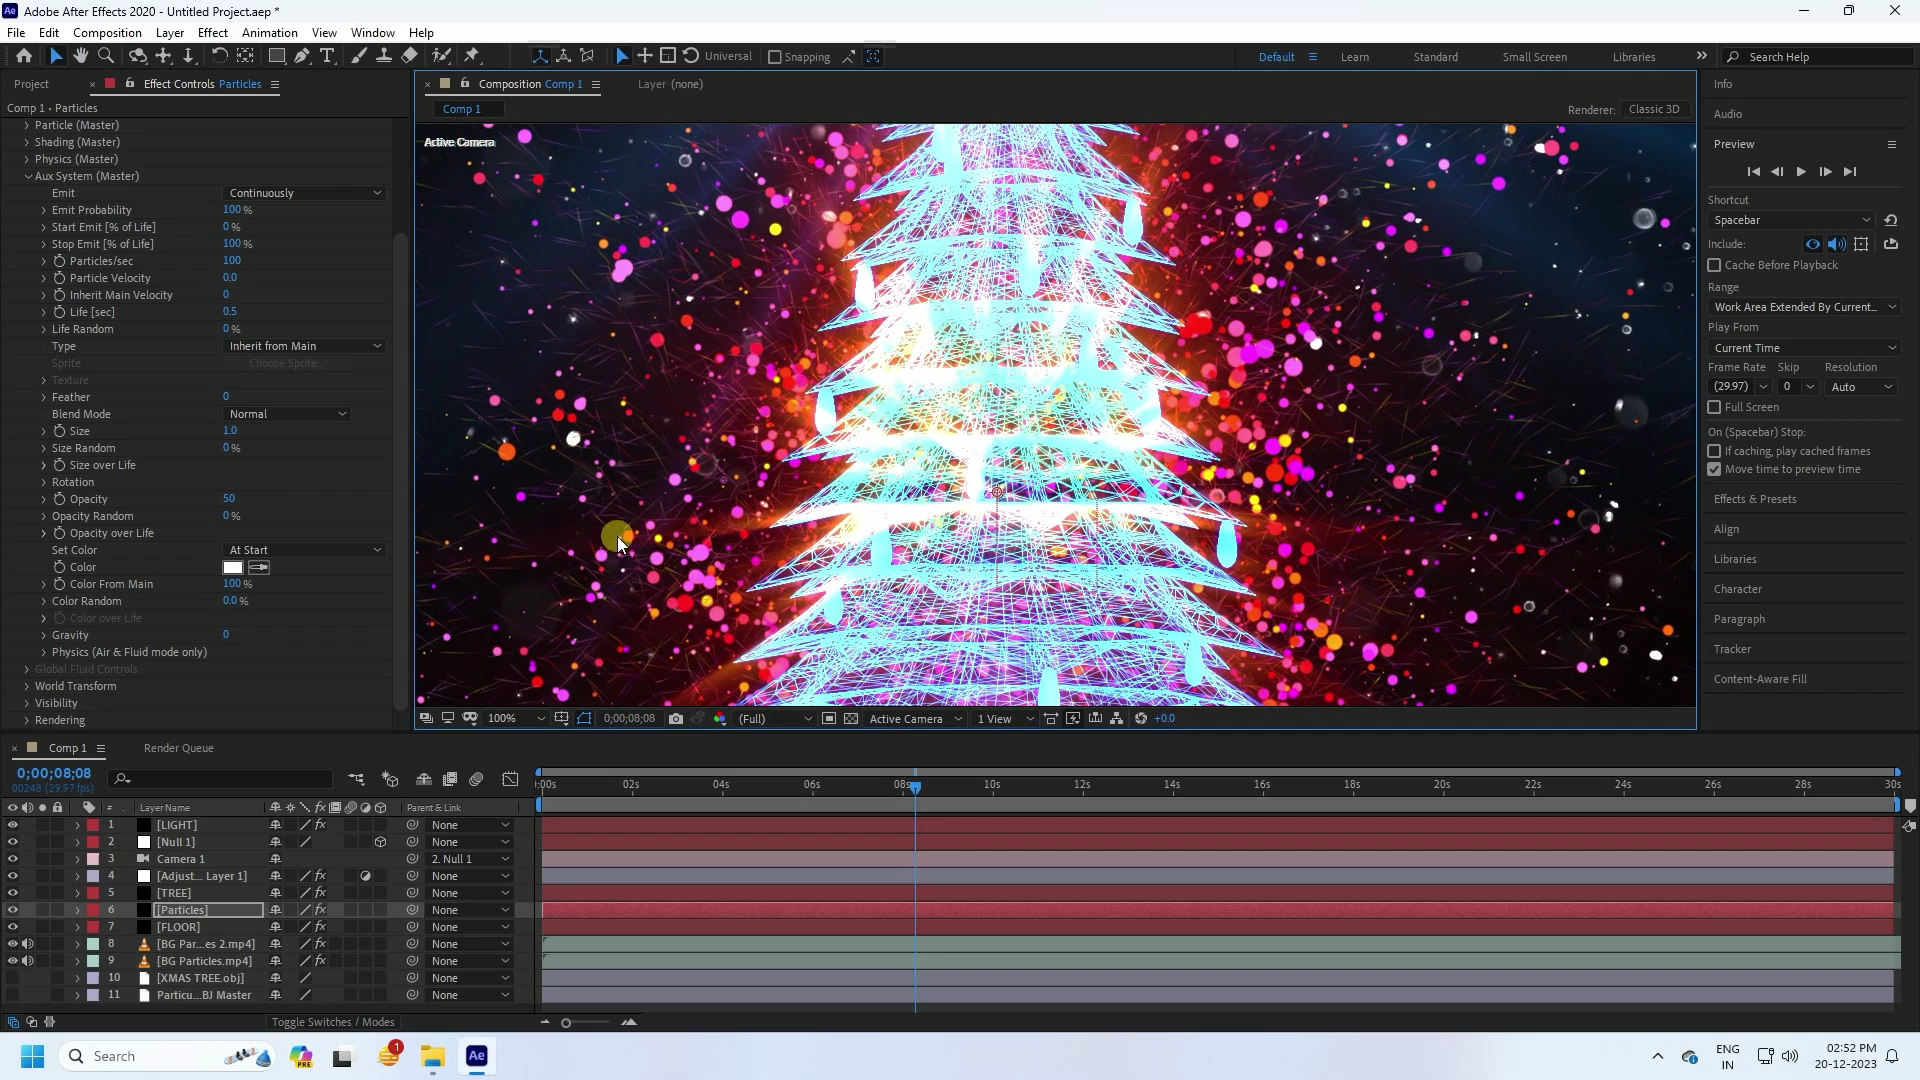 Adobe After Effects 2020 - Untitled Project.aep *
File Edit Composition Layer Effect Animation View Window Help
Universal Snapping Default Learn Standard Small Screen Libraries Search Help
Project Effect Controls Particles
Comp 1 • Particles
Particle (Master)
Shading (Master)
Physics (Master)
Aux System (Master)
Emit Continuously
Emit Probability 100 %
Start Emit [% of Life] 0 %
Stop Emit [% of Life] 100 %
Particles/sec 100
Particle Velocity 0.0
Inherit Main Velocity 0
Life [sec] 0.5
Life Random 0 %
Type Inherit from Main
Sprite Choose Sprite...
Texture
Feather 0
Blend Mode Normal
Size 1.0
Size Random 0 %
Size over Life
Rotation
Opacity 50
Opacity Random 0 %
Opacity over Life
Set Color At Start
Color
Color From Main 100 %
Color Random 0.0 %
Color over Life
Gravity 0
Physics (Air & Fluid mode only)
Global Fluid Controls
World Transform
Visibility
Rendering
Composition Comp 1 Layer (none)
Comp 1 Renderer: Classic 3D
Active Camera
100% 0;00;08;08 (Full) Active Camera 1 View +0.0
Info
Audio
Preview
Shortcut
Spacebar
Include:
Cache Before Playback
Range
Work Area Extended By Current...
Play From
Current Time
Frame Rate Skip Resolution
(29.97) 0 Auto
Full Screen
On (Spacebar) Stop:
If caching, play cached frames
Move time to preview time
Effects & Presets
Align
Libraries
Character
Paragraph
Tracker
Content-Aware Fill
Comp 1 Render Queue
0;00;08;08
00248 (29.97 fps)
:00s 02s 04s 06s 08s 10s 12s 14s 16s 18s 20s 22s 24s 26s 28s 30s
# Layer Name fx Parent & Link
1 [LIGHT] fx None
2 [Null 1] None
3 Camera 1 2. Null 1
4 [Adjust... Layer 1] fx None
5 [TREE] fx None
6 [Particles] fx None
7 [FLOOR] fx None
8 [BG Par...es 2.mp4] fx None
9 [BG Particles.mp4] fx None
10 [XMAS TREE.obj] None
11 Particu...BJ Master None
Toggle Switches / Modes
Search PRE 1 Ae
ENG
IN
02:52 PM
20-12-2023